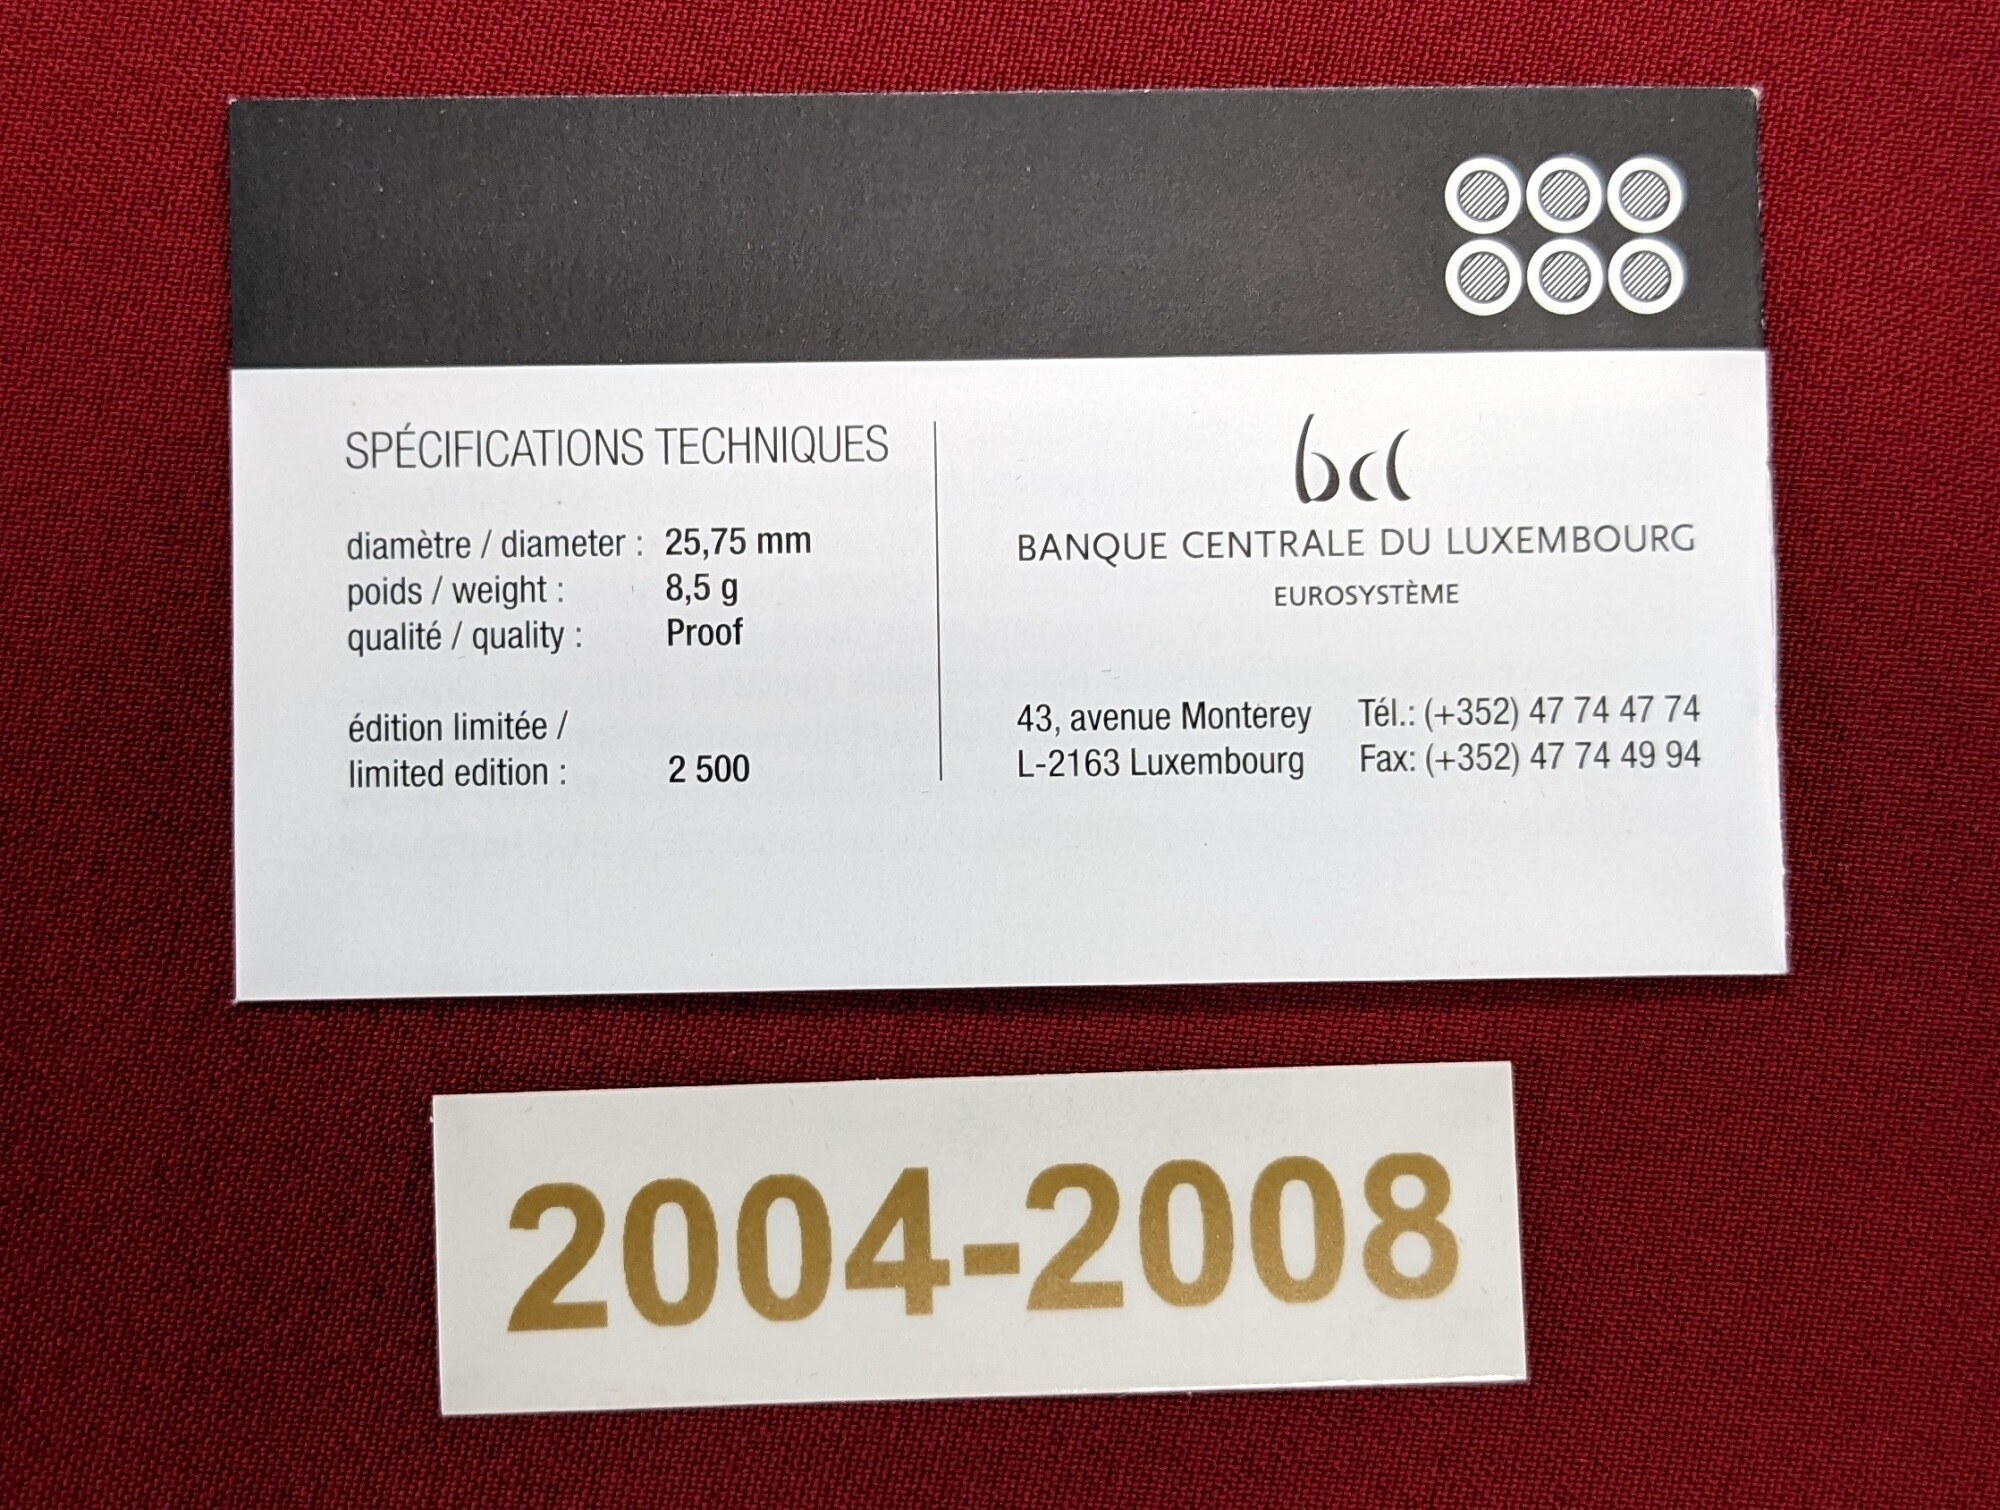 SPÉCIFICATIONS TECHNIQUES
diamètre / diameter : 25,75 mm
poids / weight : 8,5 g
qualité / quality : Proof
édition limitée /
limited edition : 2 500
bcl
BANQUE CENTRALE DU LUXEMBOURG
EUROSYSTÈME
43, avenue Monterey Tél.: (+352) 47 74 47 74
L-2163 Luxembourg Fax: (+352) 47 74 49 94
2004-2008